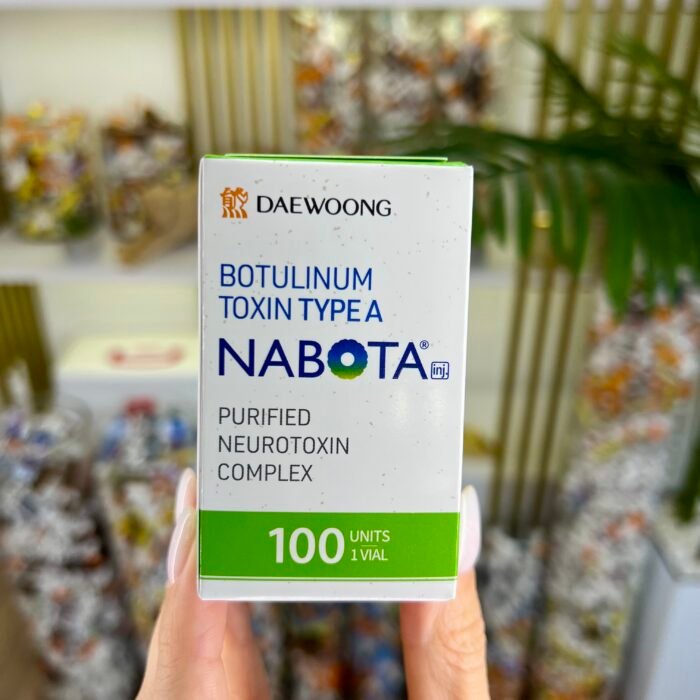 DAEWOONG
BOTULINUM
TOXIN TYPE A
NABOTA® inj.
PURIFIED
NEUROTOXIN
COMPLEX
100 UNITS
1 VIAL